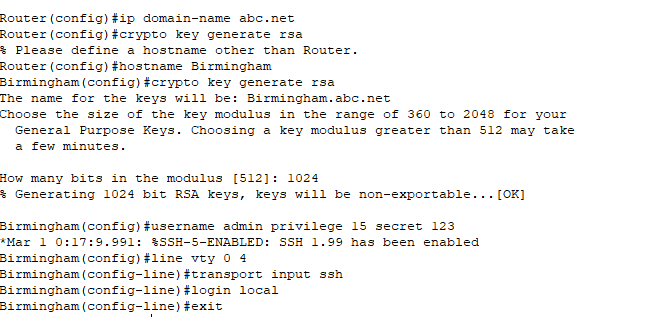 Router(config)#ip domain-name abc.net
Router(config)#crypto key generate rsa
% Please define a hostname other than Router.
Router(config)#hostname Birmingham
Birmingham(config)#crypto key generate rsa
The name for the keys will be: Birmingham.abc.net
Choose the size of the key modulus in the range of 360 to 2048 for your
  General Purpose Keys. Choosing a key modulus greater than 512 may take
  a few minutes.

How many bits in the modulus [512]: 1024
% Generating 1024 bit RSA keys, keys will be non-exportable...[OK]

Birmingham(config)#username admin privilege 15 secret 123
*Mar 1 0:17:9.991: %SSH-5-ENABLED: SSH 1.99 has been enabled
Birmingham(config)#line vty 0 4
Birmingham(config-line)#transport input ssh
Birmingham(config-line)#login local
Birmingham(config-line)#exit